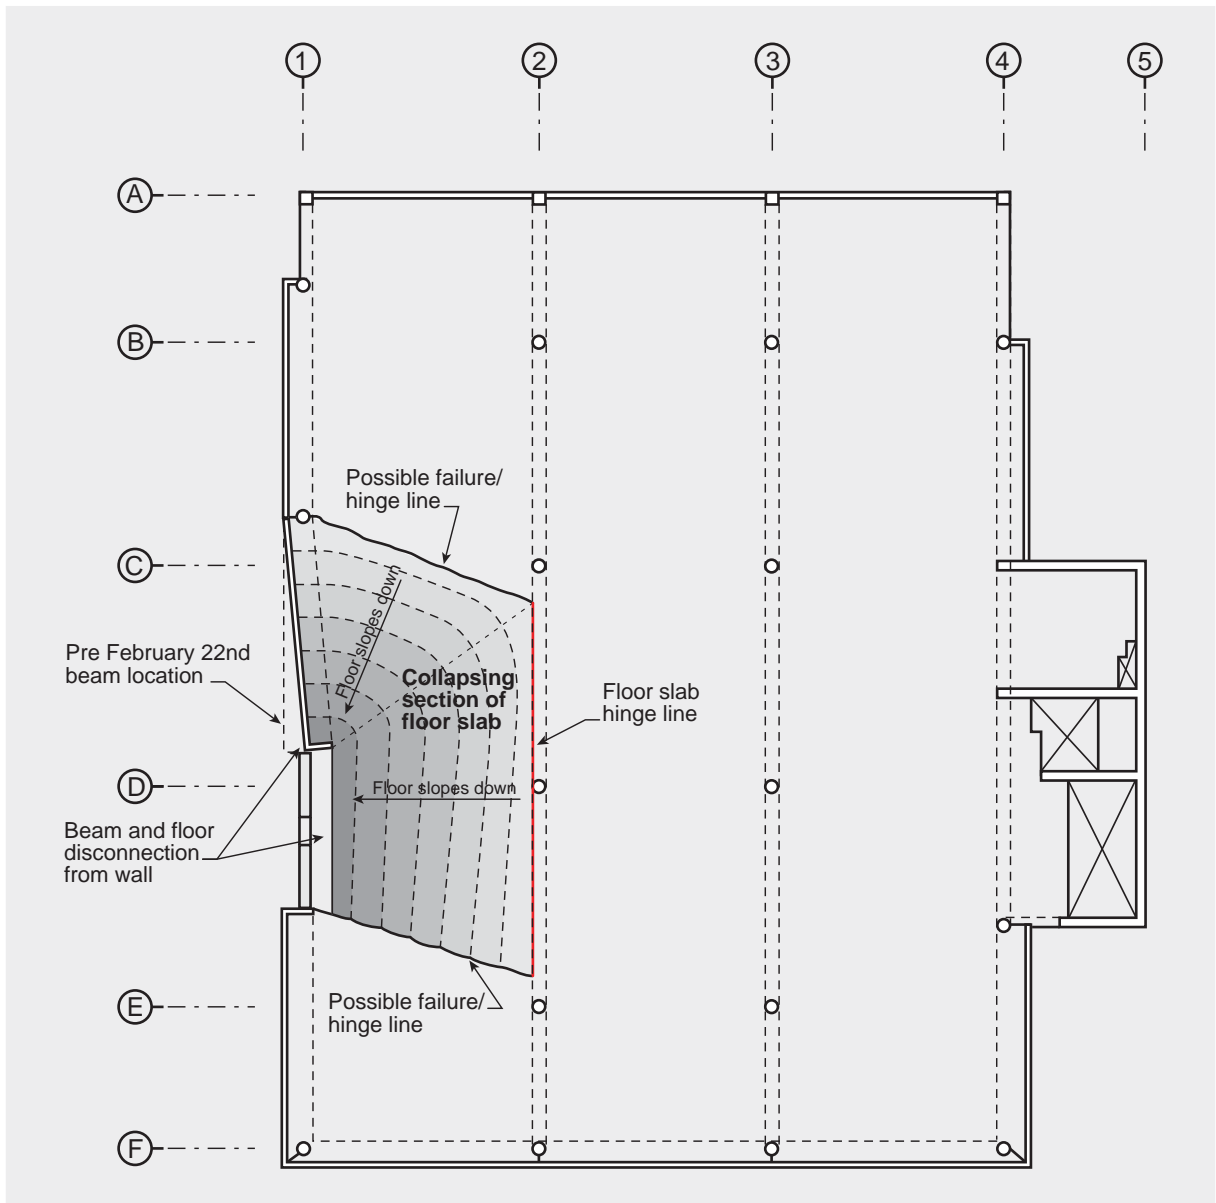 1
2
3
4
5
A
B
Possible failure/
hinge line
C
Floor slopes down
Pre February 22nd
beam location
Collapsing
section of
floor slab
Floor slab
hinge line
D
Floor slopes down
Beam and floor
disconnection
from wall
E
Possible failure/
hinge line
F